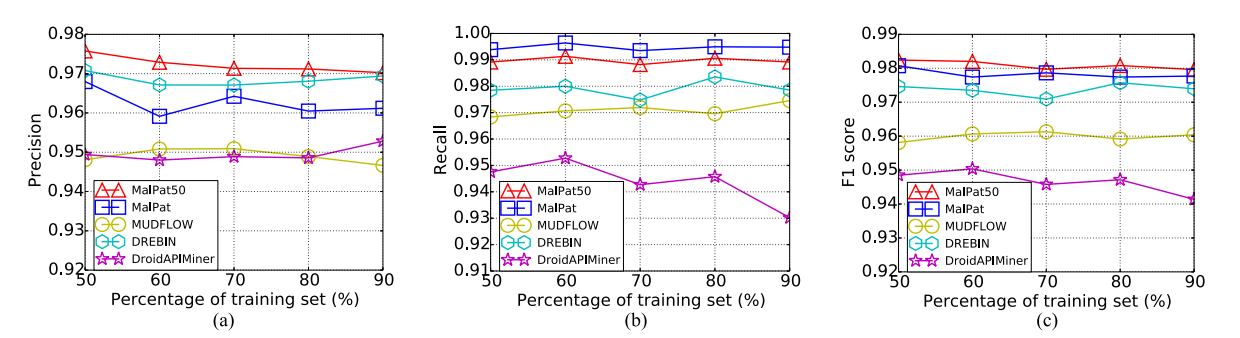 0.98
0.97
0.96
0.95
0.94
0.93
0.92
Precision
MalPat50
MalPat
MUDFLOW
DREBIN
DroidAPIMiner
50 60 70 80 90
Percentage of training set (%)
(a)
1.00
0.99
0.98
0.97
0.96
0.95
0.94
0.93
0.92
0.91
Recall
MalPat50
MalPat
MUDFLOW
DREBIN
DroidAPIMiner
50 60 70 80 90
Percentage of training set (%)
(b)
0.99
0.98
0.97
0.96
0.95
0.94
0.93
0.92
F1 score
MalPat50
MalPat
MUDFLOW
DREBIN
DroidAPIMiner
50 60 70 80 90
Percentage of training set (%)
(c)